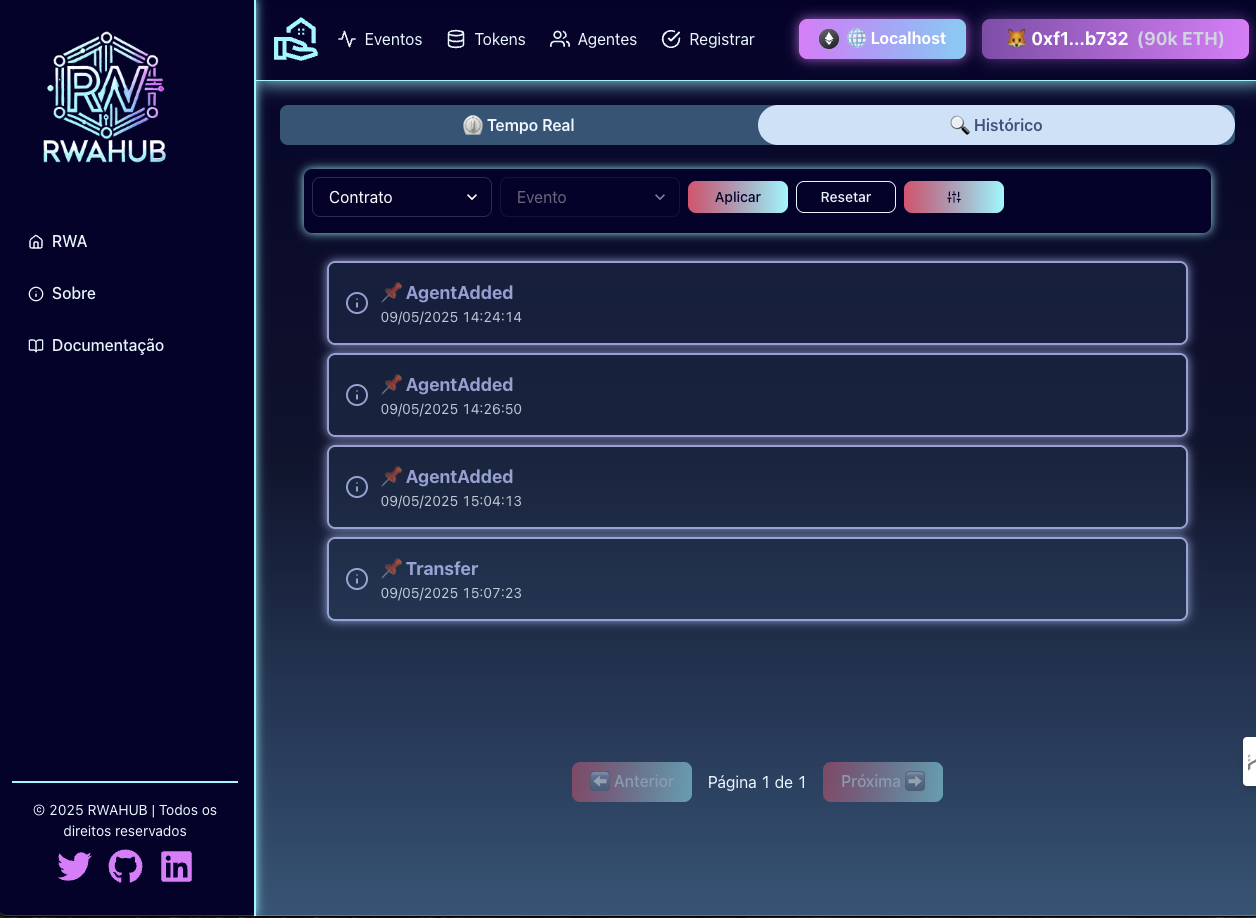 RW
RWAHUB
RWA
Sobre
Documentação
© 2025 RWAHUB | Todos os
direitos reservados
Eventos
Tokens
Agentes
Registrar
Localhost
0xf1...b732 (90k ETH)
Tempo Real
Histórico
Contrato
Evento
Aplicar
Resetar
AgentAdded
09/05/2025 14:24:14
AgentAdded
09/05/2025 14:26:50
AgentAdded
09/05/2025 15:04:13
Transfer
09/05/2025 15:07:23
Anterior
Página 1 de 1
Próxima